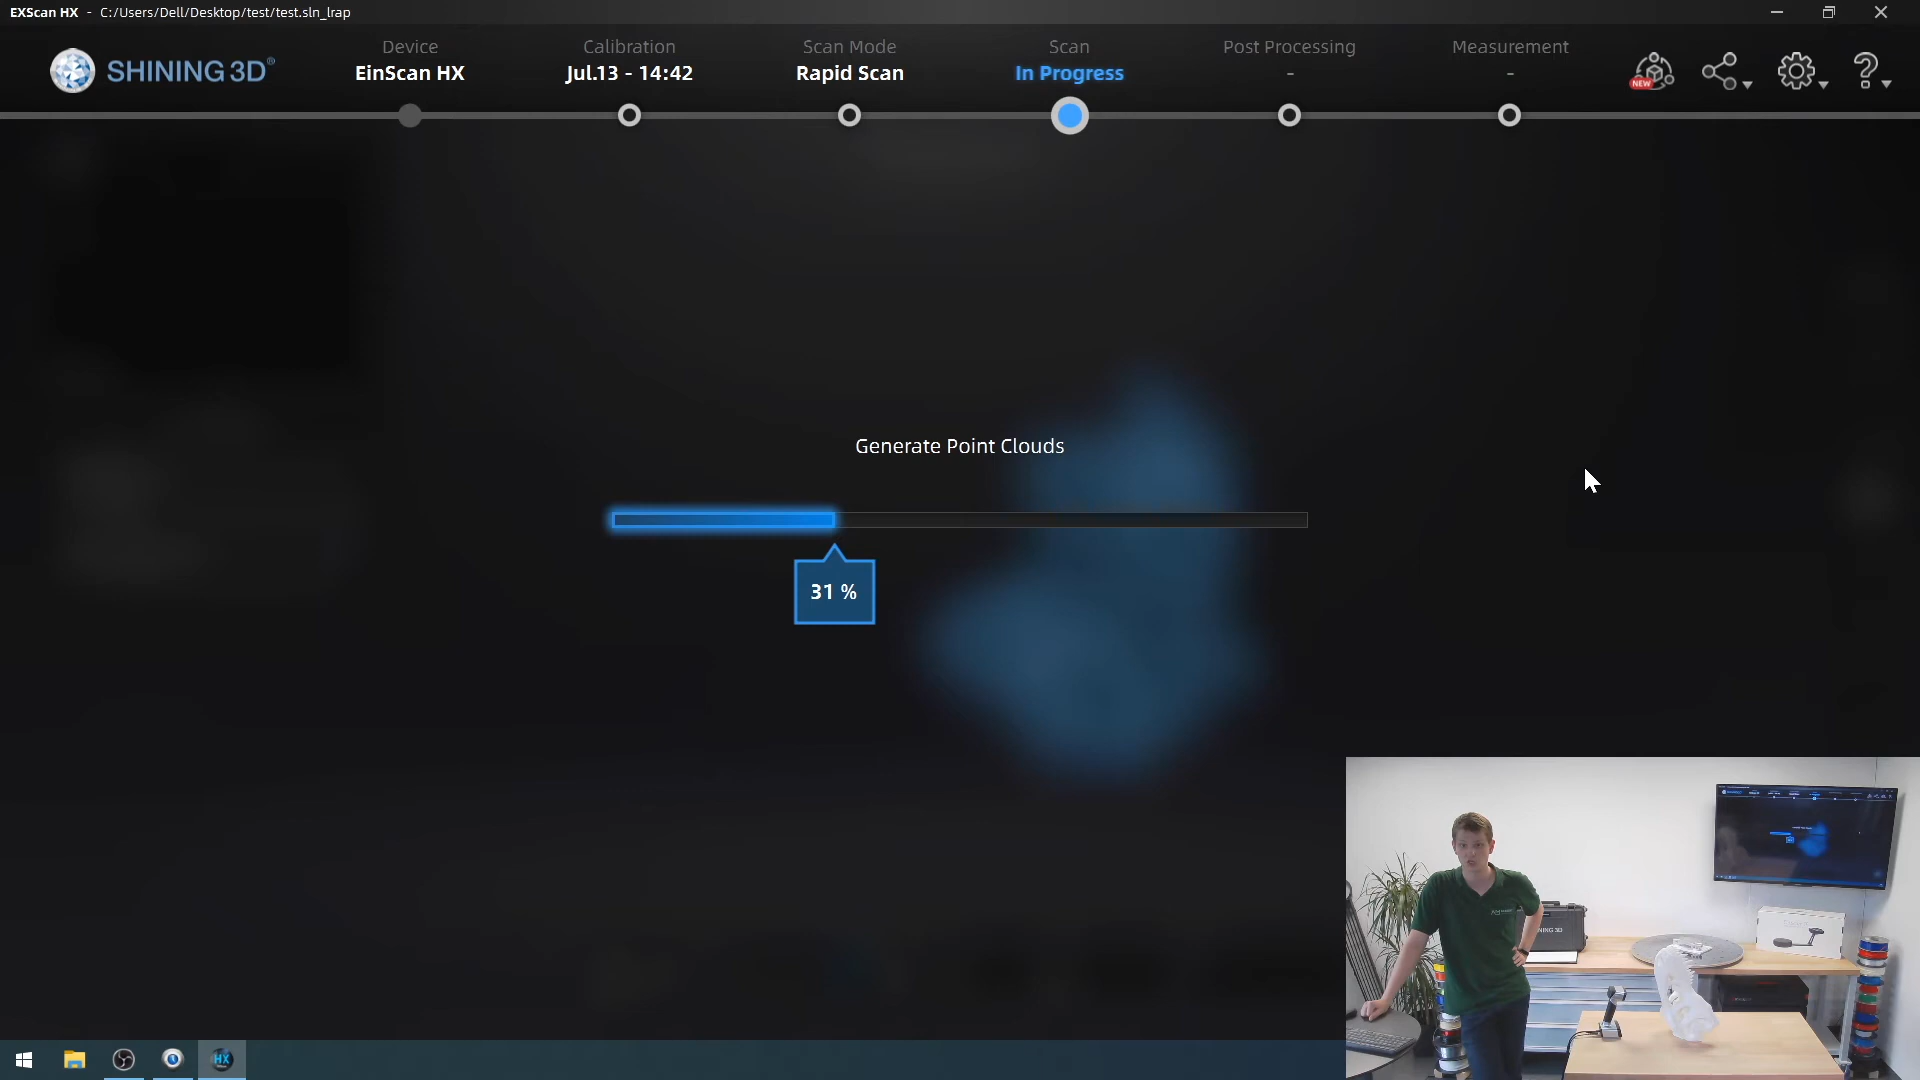 EXScan HX - C:/Users/Dell/Desktop/test/test.sln_lrap
SHINING 3D®
Device
EinScan HX
Calibration
Jul.13 - 14:42
Scan Mode
Rapid Scan
Scan
In Progress
Post Processing
-
Measurement
-
NEW
Generate Point Clouds
31 %
HX